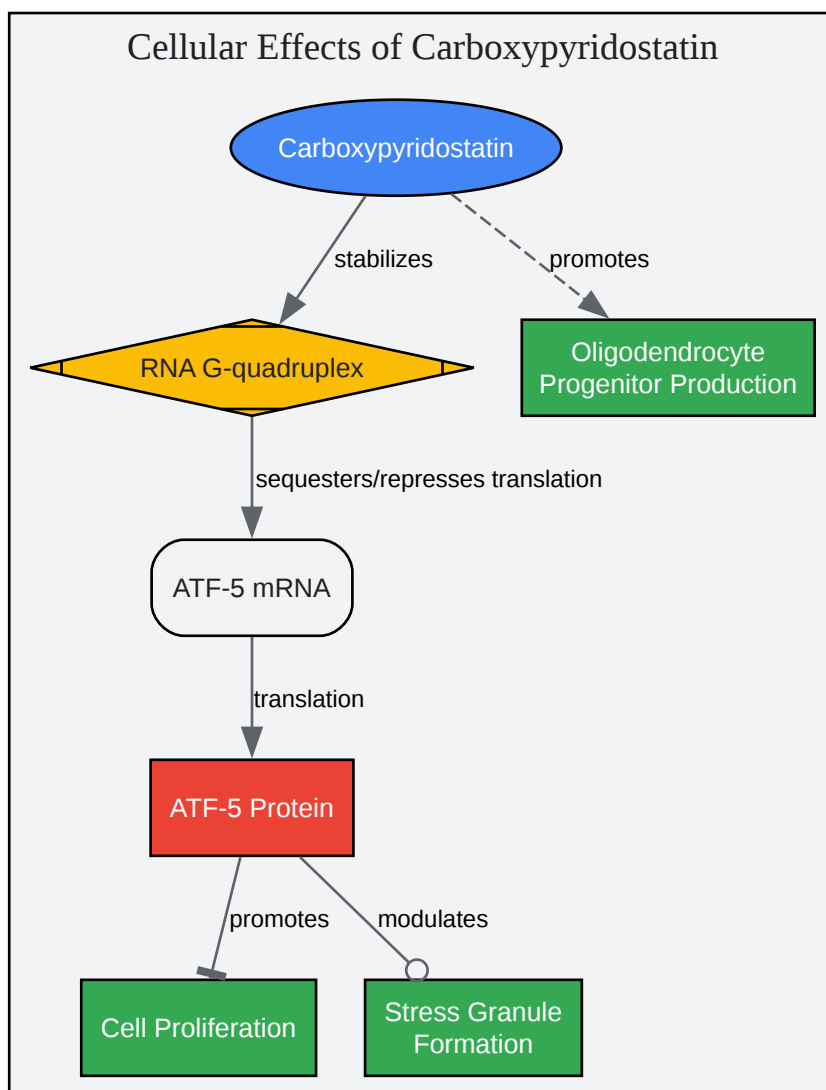 Cellular Effects of Carboxypyridostatin
Carboxypyridostatin
stabilizes
promotes
RNA G-quadruplex
Oligodendrocyte
Progenitor Production
sequesters/represses translation
ATF-5 mRNA
translation
ATF-5 Protein
promotes
modulates
Cell Proliferation
Stress Granule
Formation